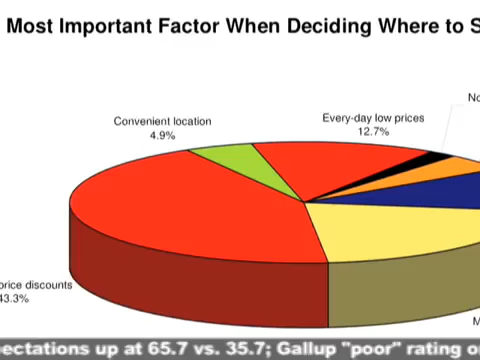 Most Important Factor When Deciding Where to S
No
Convenient location
4.9%
Every-day low prices
12.7%
price discounts
43.3%
M
ectations up at 65.7 vs. 35.7; Gallup "poor" rating o